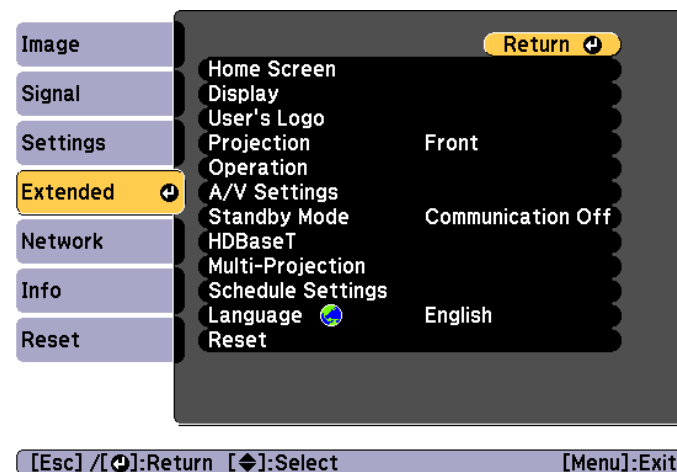 Image
Signal
Settings
Extended
Network
Info
Reset
Return
Home Screen
Display
User's Logo
Projection Front
Operation
A/V Settings
Standby Mode Communication Off
HDBaseT
Multi-Projection
Schedule Settings
Language English
Reset
[Esc] /[⏎]:Return [◆]:Select [Menu]:Exit